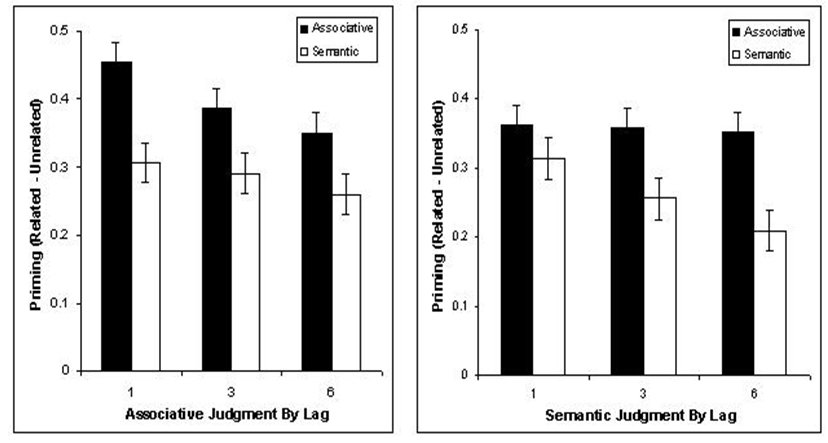 Associative
Semantic
0.5
0.4
0.3
0.2
0.1
0
Priming (Related - Unrelated)
1 3 6
Associative Judgment By Lag
Associative
Semantic
0.5
0.4
0.3
0.2
0.1
0
Priming (Related - Unrelated)
1 3 6
Semantic Judgment By Lag